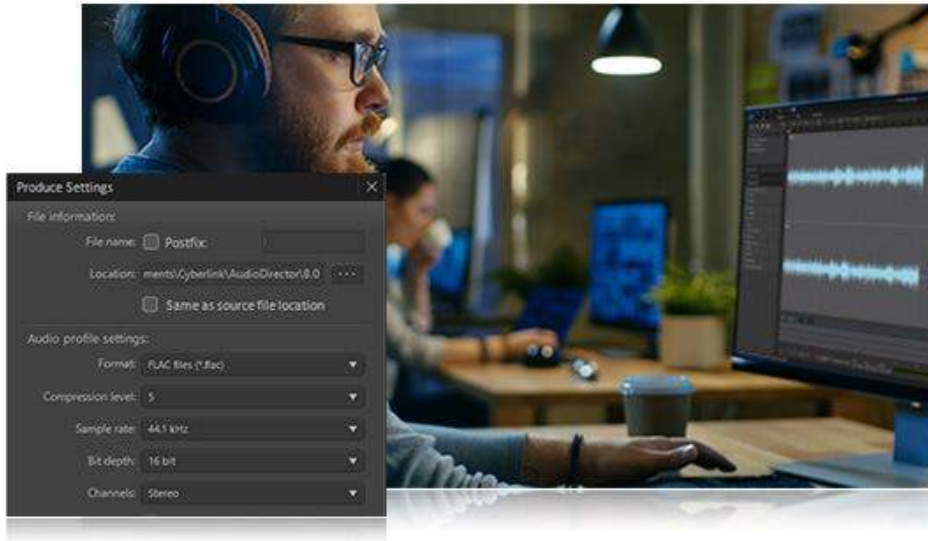 Produce Settings
File information:
File name: Postfix:
Location: ments\Cyberlink\AudioDirector\8.0 ...
Same as source file location
Audio profile settings:
Format: FLAC files (*.flac)
Compression level: 5
Sample rate: 44.1 kHz
Bit depth: 16 bit
Channels: Stereo